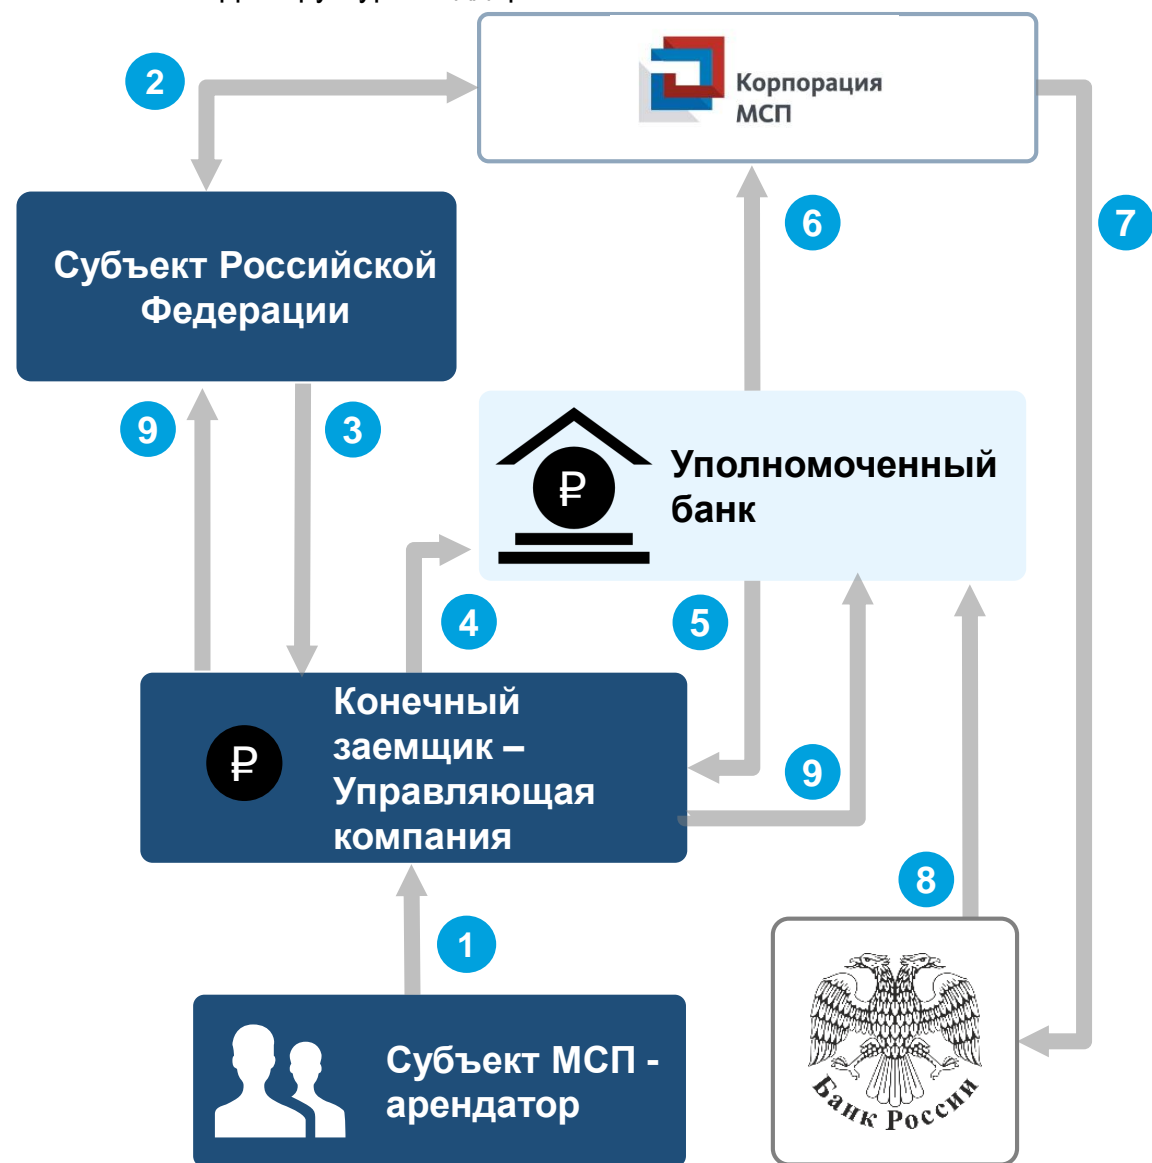 2
Корпорация
МСП
6
7
Субъект Российской
Федерации
9
3
Уполномоченный
банк
₽
4
5
Конечный
заемщик –
Управляющая
компания
₽
9
8
1
Субъект МСП -
арендатор
Банк России